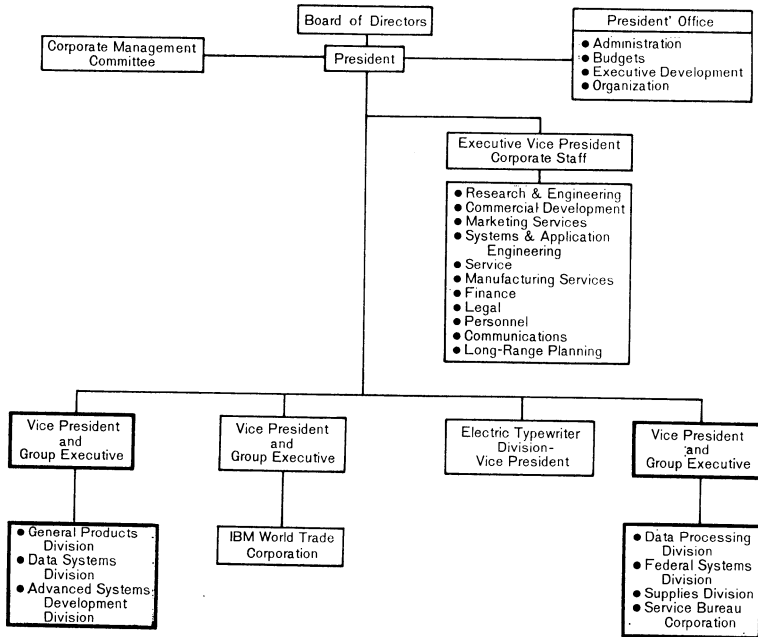 Board of Directors
President' Office
● Administration
● Budgets
● Executive Development
● Organization
Corporate Management
Committee
President
Executive Vice President
Corporate Staff
● Research & Engineering
● Commercial Development
● Marketing Services
● Systems & Application
Engineering
● Service
● Manufacturing Services
● Finance
● Legal
● Personnel
● Communications
● Long-Range Planning
Vice President
and
Group Executive
Vice President
and
Group Executive
Electric Typewriter
Division-
Vice President
Vice President
and
Group Executive
● General Products
Division
● Data Systems
Division
● Advanced Systems
Development
Division
IBM World Trade
Corporation
● Data Processing
Division
● Federal Systems
Division
● Supplies Division
● Service Bureau
Corporation